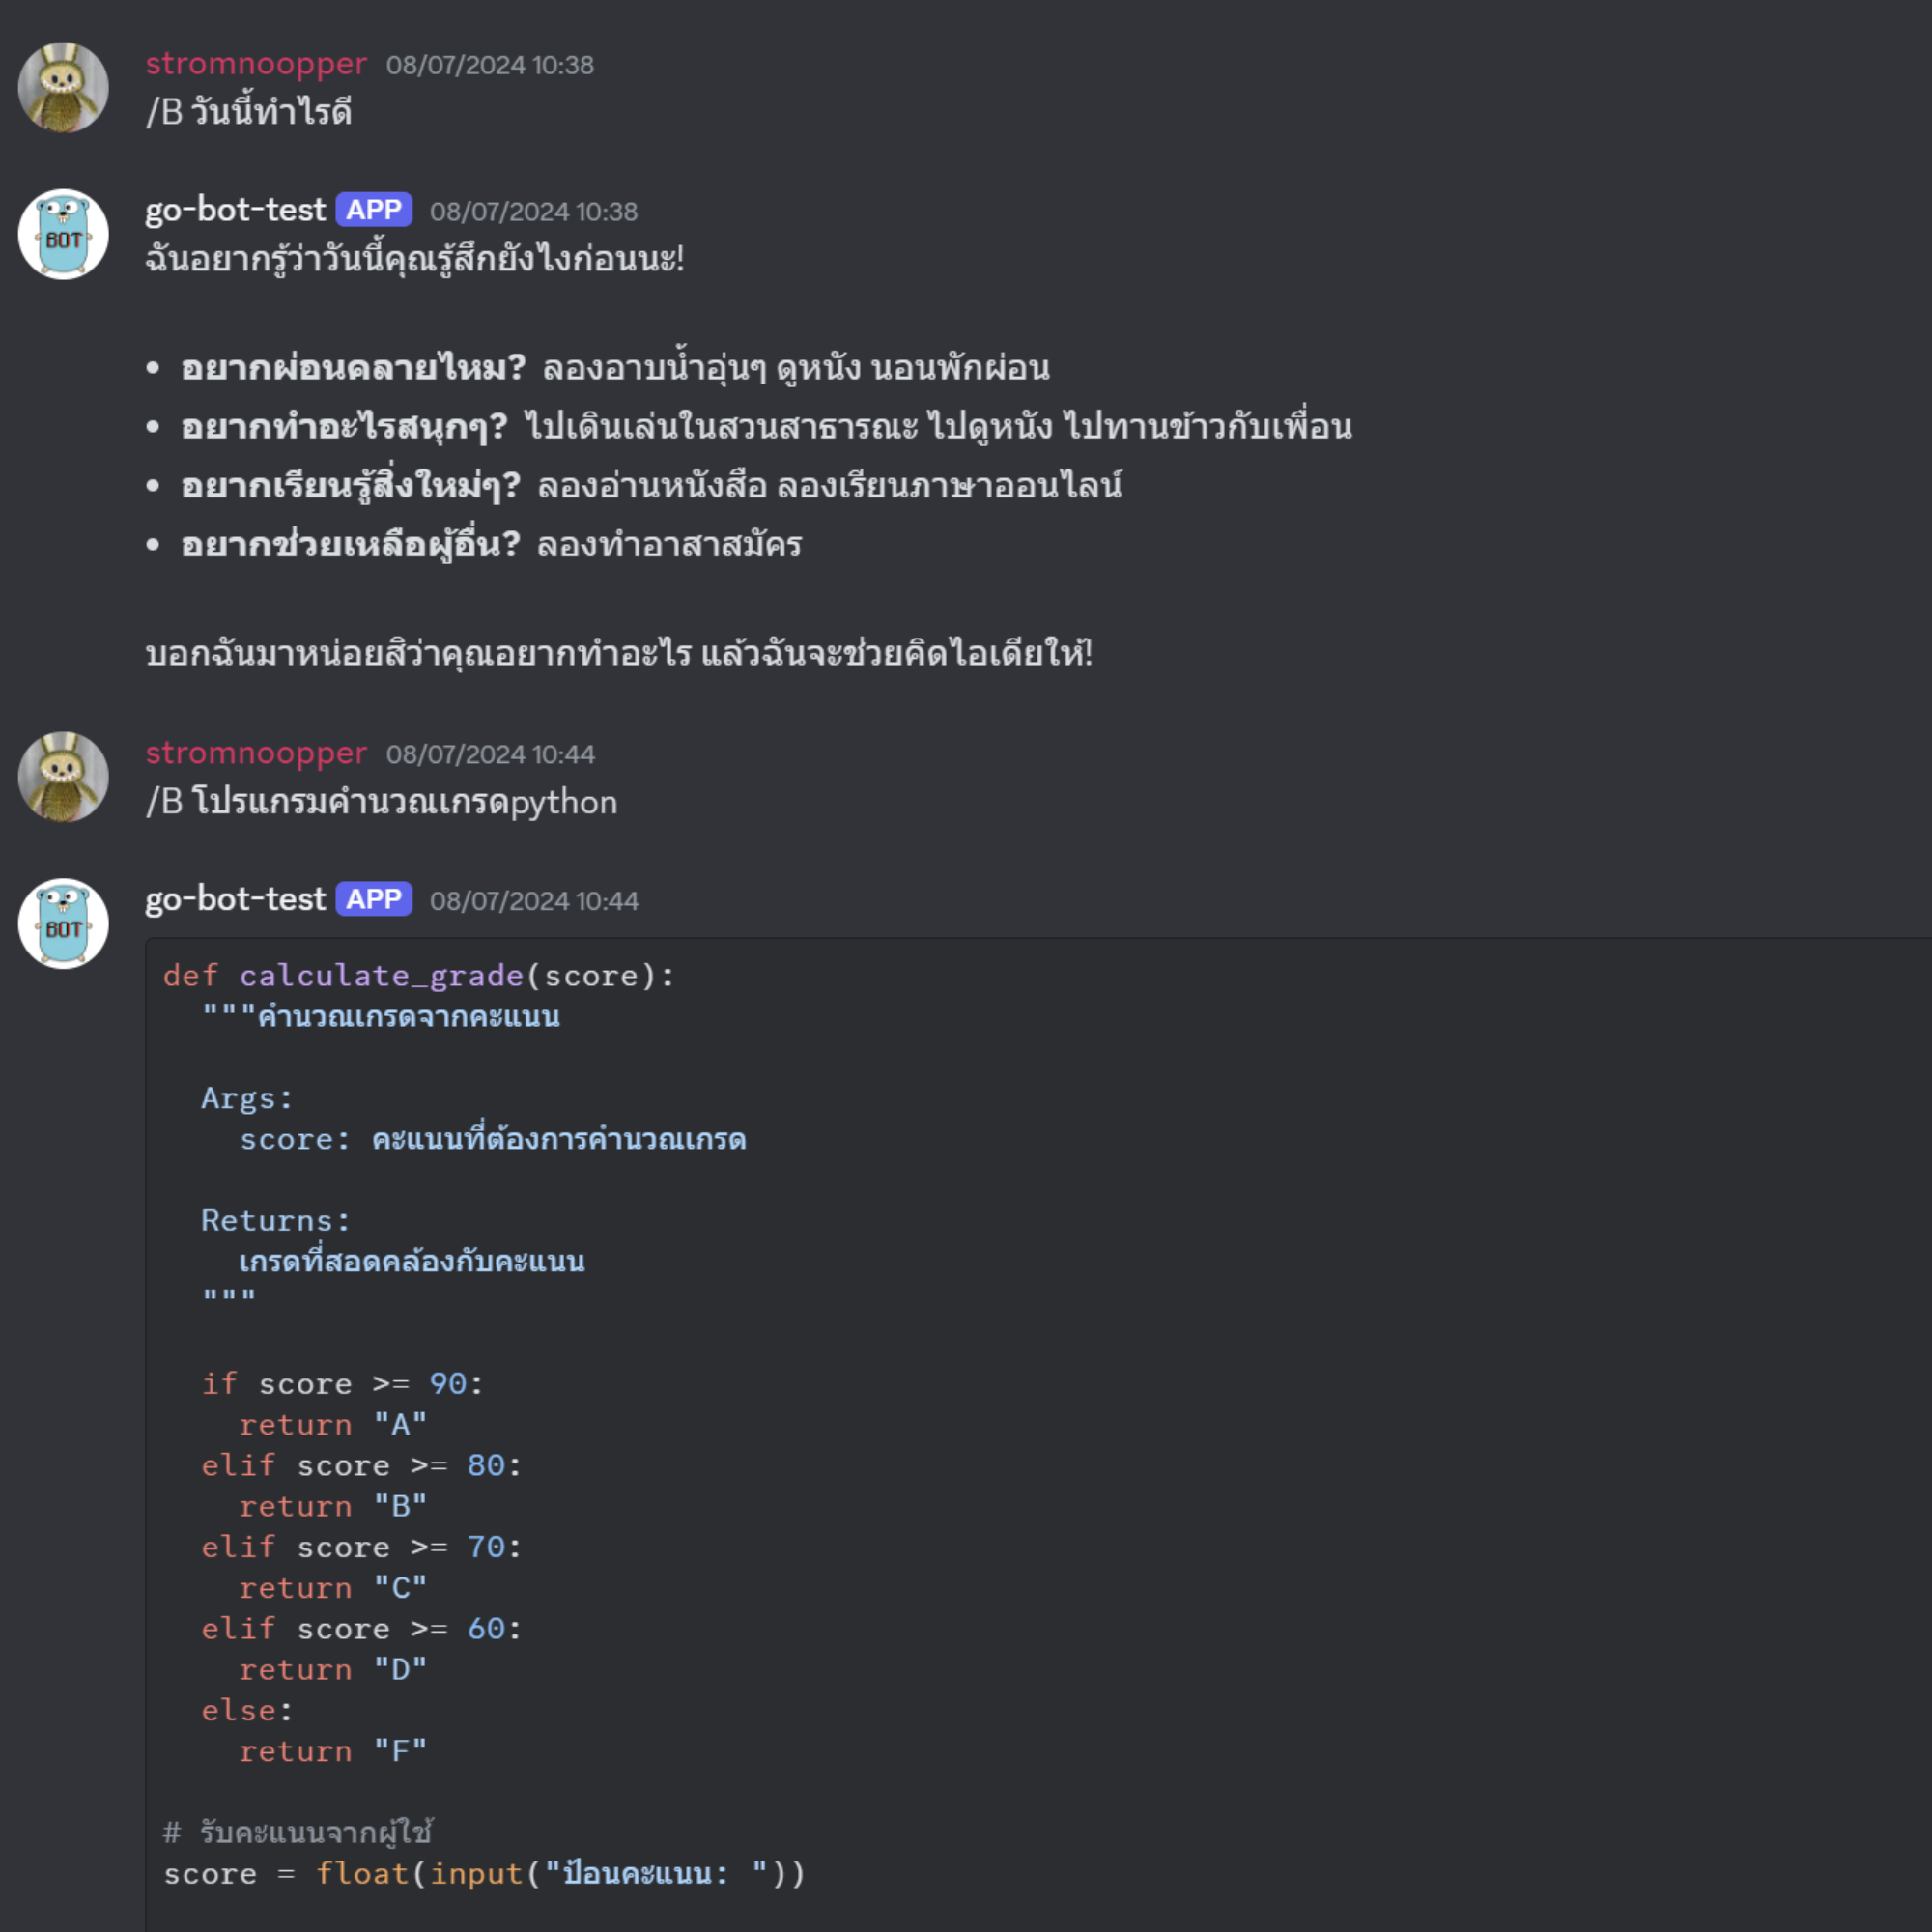 stromnoopper 08/07/2024 10:38
/B วันนี้ทำไรดี
go-bot-test APP 08/07/2024 10:38
BOT
ฉันอยากรู้ว่าวันนี้คุณรู้สึกยังไงก่อนนะ!
• อยากผ่อนคลายไหม? ลองอาบน้ำอุ่นๆ ดูหนัง นอนพักผ่อน
• อยากทำอะไรสนุกๆ? ไปเดินเล่นในสวนสาธารณะ ไปดูหนัง ไปทานข้าวกับเพื่อน
• อยากเรียนรู้สิ่งใหม่ๆ? ลองอ่านหนังสือ ลองเรียนภาษาออนไลน์
• อยากช่วยเหลือผู้อื่น? ลองทำอาสาสมัคร
บอกฉันมาหน่อยสิว่าคุณอยากทำอะไร แล้วฉันจะช่วยคิดไอเดียให้!
stromnoopper 08/07/2024 10:44
/B โปรแกรมคำนวณเกรดpython
go-bot-test APP 08/07/2024 10:44
BOT
def calculate_grade(score):
  """คำนวณเกรดจากคะแนน
  Args:
    score: คะแนนที่ต้องการคำนวณเกรด
  Returns:
    เกรดที่สอดคล้องกับคะแนน
  """
  if score >= 90:
    return "A"
  elif score >= 80:
    return "B"
  elif score >= 70:
    return "C"
  elif score >= 60:
    return "D"
  else:
    return "F"
# รับคะแนนจากผู้ใช้
score = float(input("ป้อนคะแนน: "))